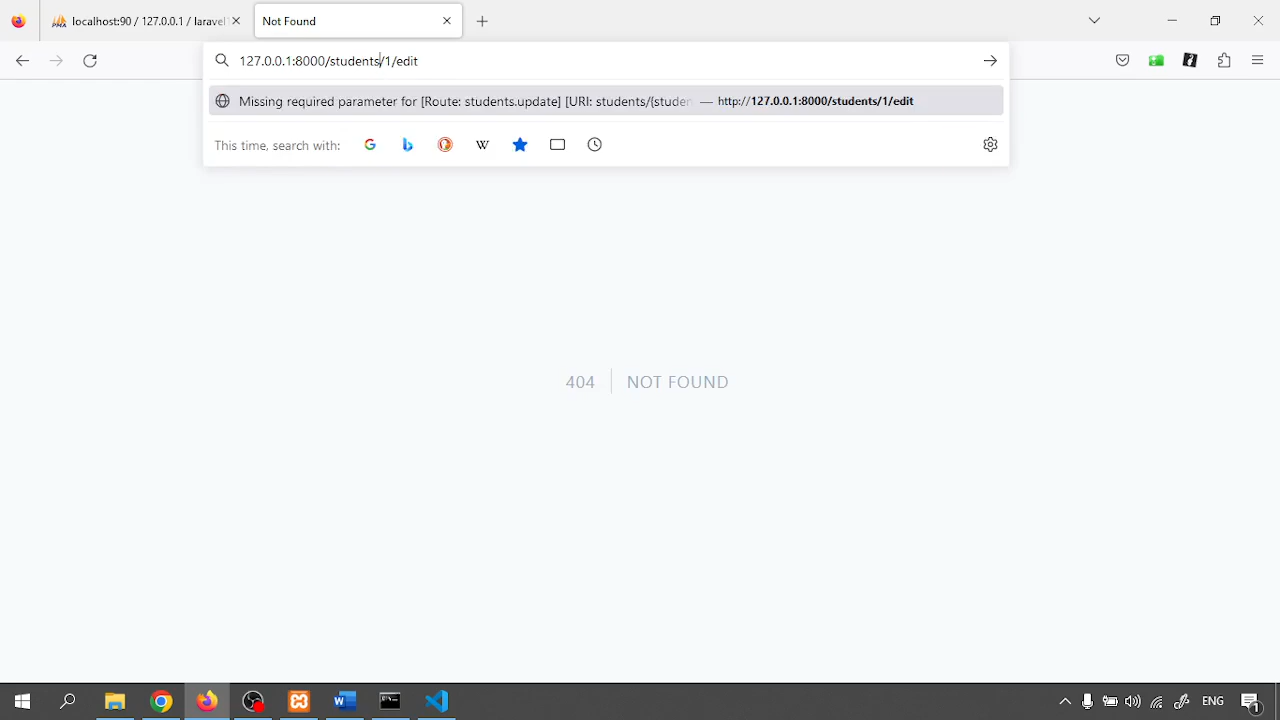 localhost:90 / 127.0.0.1 / laravel
Not Found
127.0.0.1:8000/students/1/edit
Missing required parameter for [Route: students.update] [URI: students/{studen — http://127.0.0.1:8000/students/1/edit
This time, search with:
404 NOT FOUND
ENG
1